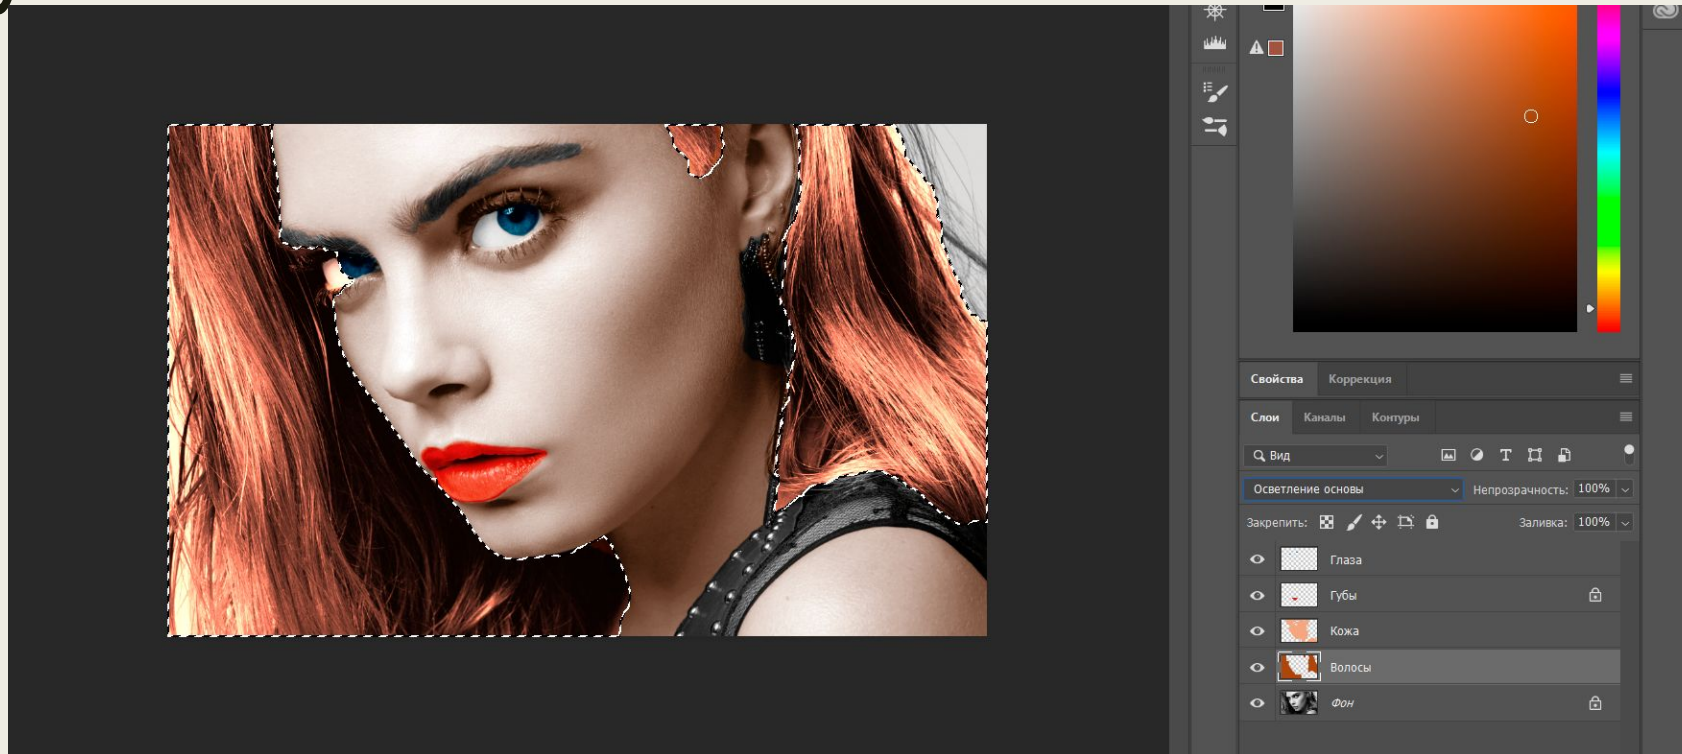 Свойства Коррекция
Слои Каналы Контуры
Вид
Осветление основы Непрозрачность: 100%
Закрепить: Заливка: 100%
Глаза
Губы
Кожа
Волосы
Фон